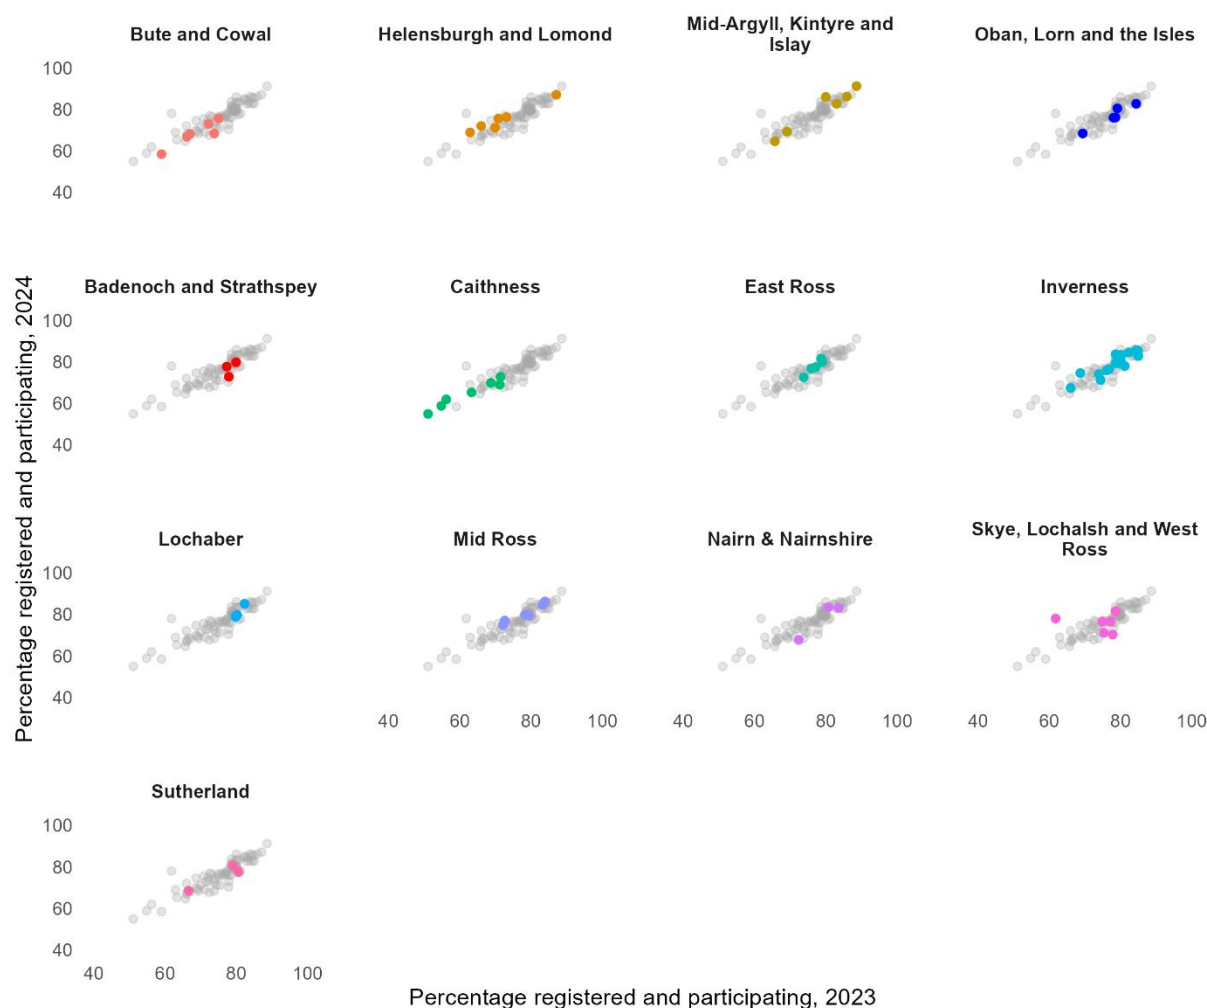 Bute and Cowal
Helensburgh and Lomond
Mid-Argyll, Kintyre and
Islay
Oban, Lorn and the Isles
100
80
60
40
Badenoch and Strathspey
Caithness
East Ross
Inverness
100
80
60
40
Percentage registered and participating, 2024
Lochaber
Mid Ross
Nairn & Nairnshire
Skye, Lochalsh and West
Ross
100
80
60
40
40 60 80 100
40 60 80 100
40 60 80 100
Sutherland
100
80
60
40
40 60 80 100
Percentage registered and participating, 2023